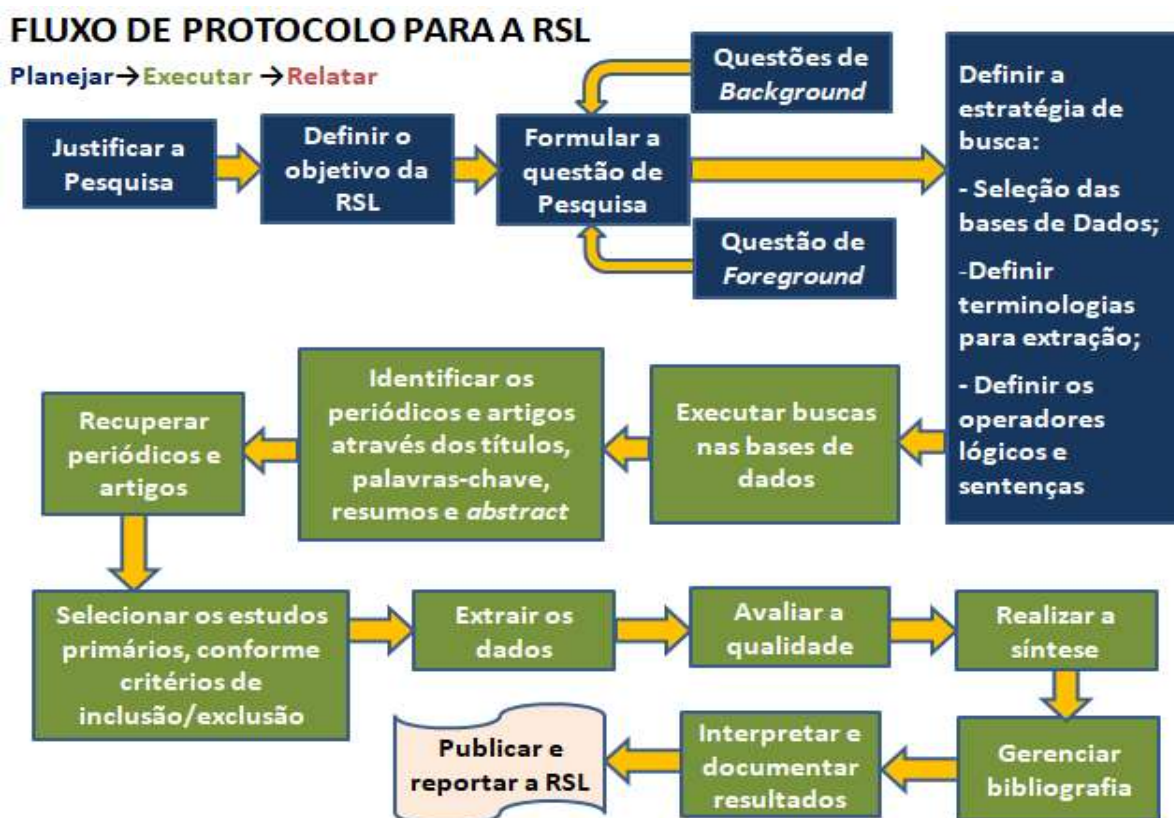 FLUXO DE PROTOCOLO PARA A RSL
Planejar→Executar →Relatar
Justificar a
Pesquisa
Definir o
objetivo da
RSL
Formular a
questão de
Pesquisa
Questões de
Background
Questão de
Foreground
Definir a
estratégia de
busca:
- Seleção das
bases de Dados;
-Definir
terminologias
para extração;
- Definir os
operadores
lógicos e
sentenças
Executar buscas
nas bases de
dados
Identificar os
periódicos e artigos
através dos títulos,
palavras-chave,
resumos e abstract
Recuperar
periódicos e
artigos
Selecionar os estudos
primários, conforme
critérios de
inclusão/exclusão
Extrair os
dados
Avaliar a
qualidade
Realizar a
síntese
Gerenciar
bibliografia
Interpretar e
documentar
resultados
Publicar e
reportar a RSL